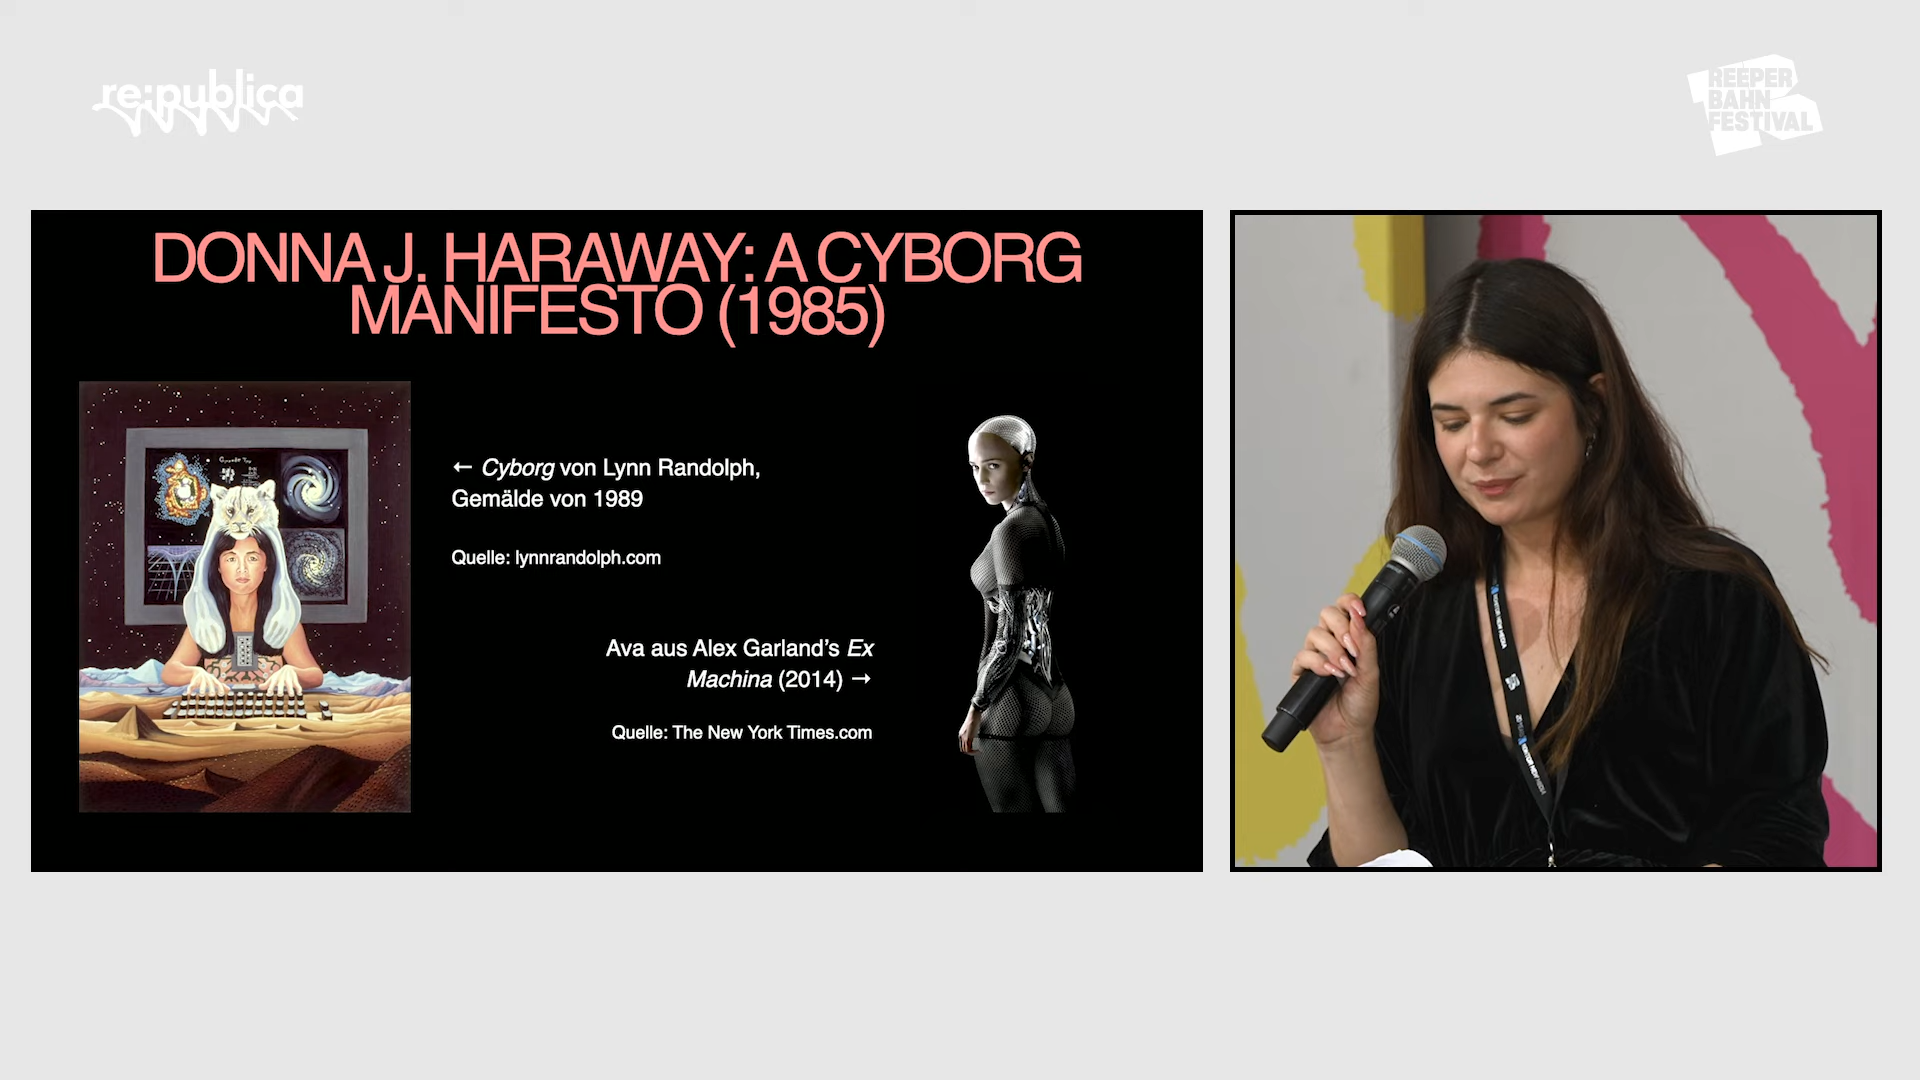 re:publica
REEPER
BAHN
FESTIVAL
DONNA J. HARAWAY: A CYBORG
MANIFESTO (1985)
← Cyborg von Lynn Randolph,
Gemälde von 1989
Quelle: lynnrandolph.com
Ava aus Alex Garland’s Ex
Machina (2014) →
Quelle: The New York Times.com